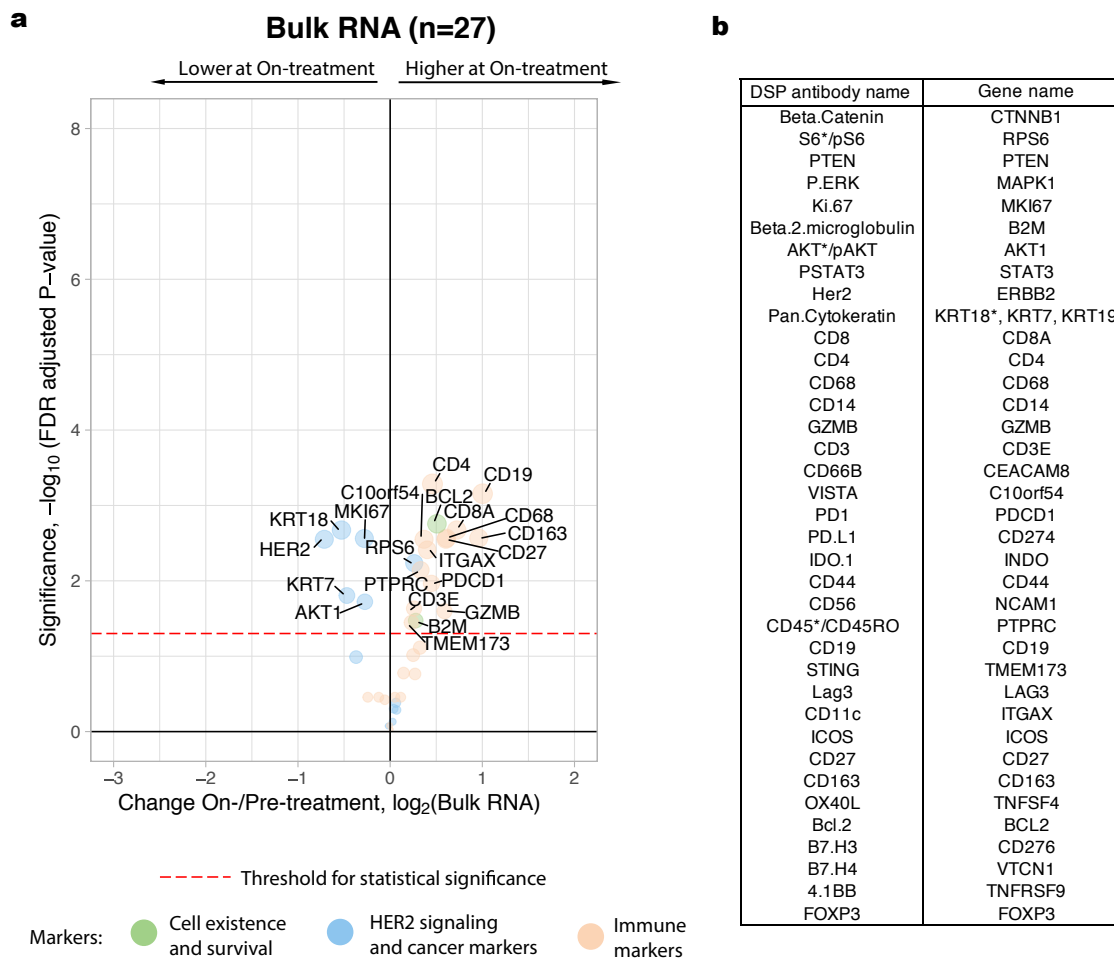 a
Bulk RNA (n=27)
Lower at On-treatment
Higher at On-treatment
Significance, −log10 (FDR adjusted P−value)
8
6
4
2
0
CD4
CD19
C10orf54
BCL2
MKI67
CD8A
KRT18
CD68
HER2
CD163
RPS6
CD27
ITGAX
KRT7
PTPRC
PDCD1
AKT1
CD3E
GZMB
B2M
TMEM173
−3
−2
−1
0
1
2
Change On-/Pre-treatment, log2(Bulk RNA)
Threshold for statistical significance
Markers:
Cell existence
and survival
HER2 signaling
and cancer markers
Immune
markers
b
DSP antibody name Gene name
Beta.Catenin CTNNB1
S6*/pS6 RPS6
PTEN PTEN
P.ERK MAPK1
Ki.67 MKI67
Beta.2.microglobulin B2M
AKT*/pAKT AKT1
PSTAT3 STAT3
Her2 ERBB2
Pan.Cytokeratin KRT18*, KRT7, KRT19
CD8 CD8A
CD4 CD4
CD68 CD68
CD14 CD14
GZMB GZMB
CD3 CD3E
CD66B CEACAM8
VISTA C10orf54
PD1 PDCD1
PD.L1 CD274
IDO.1 INDO
CD44 CD44
CD56 NCAM1
CD45*/CD45RO PTPRC
CD19 CD19
STING TMEM173
Lag3 LAG3
CD11c ITGAX
ICOS ICOS
CD27 CD27
CD163 CD163
OX40L TNFSF4
Bcl.2 BCL2
B7.H3 CD276
B7.H4 VTCN1
4.1BB TNFRSF9
FOXP3 FOXP3